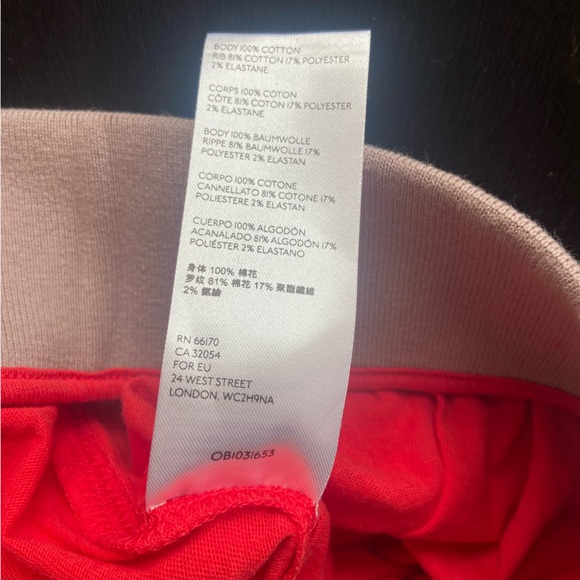 BODY 100% COTTON
RIB 81% COTTON 17% POLYESTER
2% ELASTANE
CORPS 100% COTON
CÔTE 81% COTON 17% POLYESTER
2% ELASTANE
BODY 100% BAUMWOLLE
RIPPE 81% BAUMWOLLE 17%
POLYESTER 2% ELASTAN
CORPO 100% COTONE
CANNELLATO 81% COTONE 17%
POLIESTERE 2% ELASTAN
CUERPO 100% ALGODÓN
ACANALADO 81% ALGODÓN 17%
POLIÉSTER 2% ELASTANO
身体 100% 棉花
罗纹 81% 棉花 17% 聚酯纖維
2% 氨綸
RN 66170
CA 32054
FOR EU
24 WEST STREET
LONDON, WC2H9NA
OB1031653